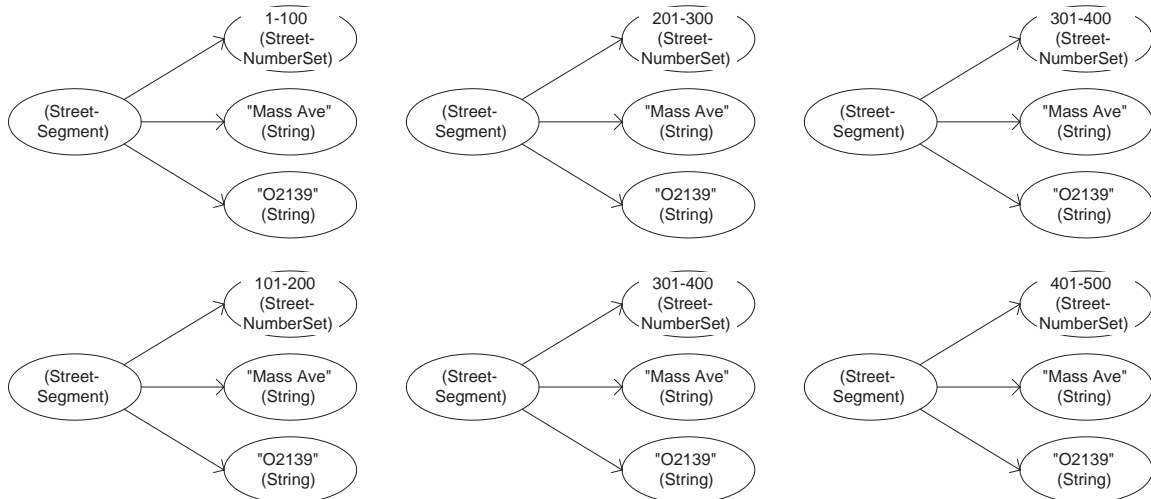 1-100
(Street-
NumberSet)
(Street-
Segment)
"Mass Ave"
(String)
"O2139"
(String)
201-300
(Street-
NumberSet)
(Street-
Segment)
"Mass Ave"
(String)
"O2139"
(String)
301-400
(Street-
NumberSet)
(Street-
Segment)
"Mass Ave"
(String)
"O2139"
(String)
101-200
(Street-
NumberSet)
(Street-
Segment)
"Mass Ave"
(String)
"O2139"
(String)
301-400
(Street-
NumberSet)
(Street-
Segment)
"Mass Ave"
(String)
"O2139"
(String)
401-500
(Street-
NumberSet)
(Street-
Segment)
"Mass Ave"
(String)
"O2139"
(String)